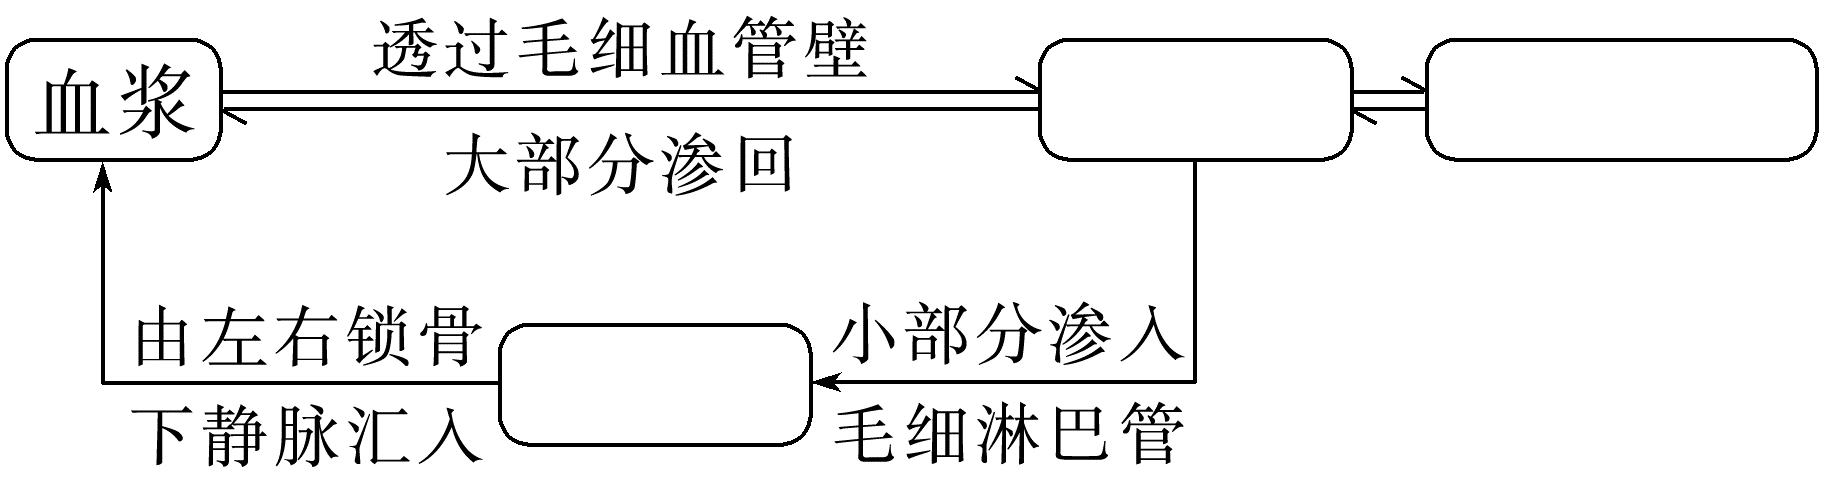 透过毛细血管壁
血浆
大部分渗回
由左右锁骨
下静脉汇入
小部分渗入
毛细淋巴管